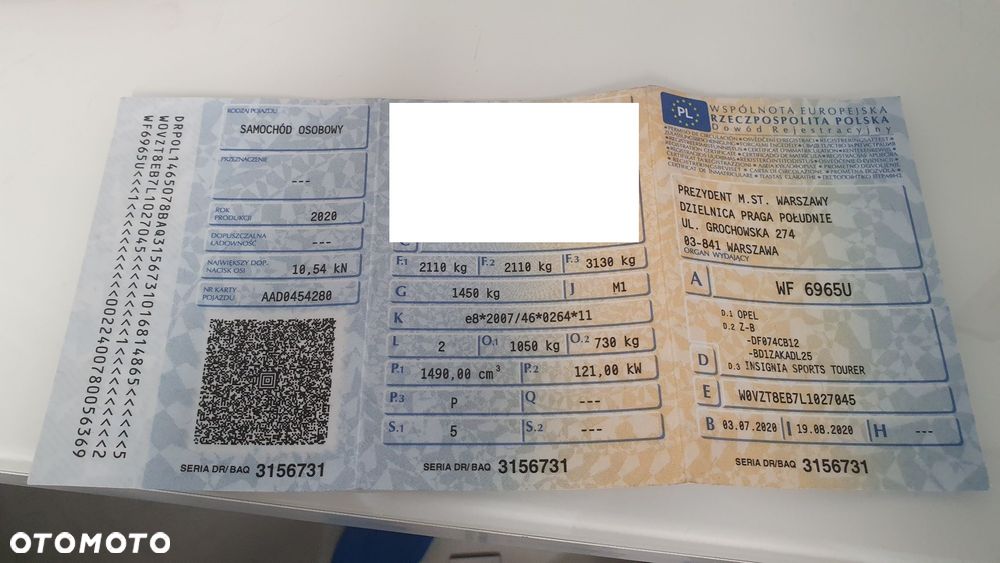 DRPOL1465078BAQ3156731016814865<<<<<<5
W0VZT8EB7L1027045<<<<<<
RODZAJ POJAZDU
SAMOCHÓD OSOBOWY
PRZEZNACZENIE
---
ROK PRODUKCJI
2020
DOPUSZCZALNA ŁADOWNOŚĆ
---
NAJWIĘKSZY DOP. NACISK OSI
10,54 kN
NR KARTY POJAZDU
AAD0454280
SERIA DR/BAQ 3156731
C
F.1 2110 kg F.2 2110 kg F.3 3130 kg
G 1450 kg J M1
K e8*2007/46*0264*11
L 2 O.1 1050 kg O.2 730 kg
P.1 1490,00 cm³ P.2 121,00 kW
P.3 P Q ---
S.1 5 S.2 ---
SERIA DR/BAQ 3156731
PL
WSPÓLNOTA EUROPEJSKA
RZECZPOSPOLITA POLSKA
Dowód Rejestracyjny
PREZYDENT M.ST. WARSZAWY
DZIELNICA PRAGA POŁUDNIE
UL. GROCHOWSKA 274
03-841 WARSZAWA
ORGAN WYDAJĄCY
A WF 6965U
D.1 OPEL
D.2 Z-B
-DF074CB12
-BD1ZAKADL25
D
D.3 INSIGNIA SPORTS TOURER
E W0VZT8EB7L1027045
B 03.07.2020 I 19.08.2020 H ---
SERIA DR/BAQ 3156731
OTOMOTO